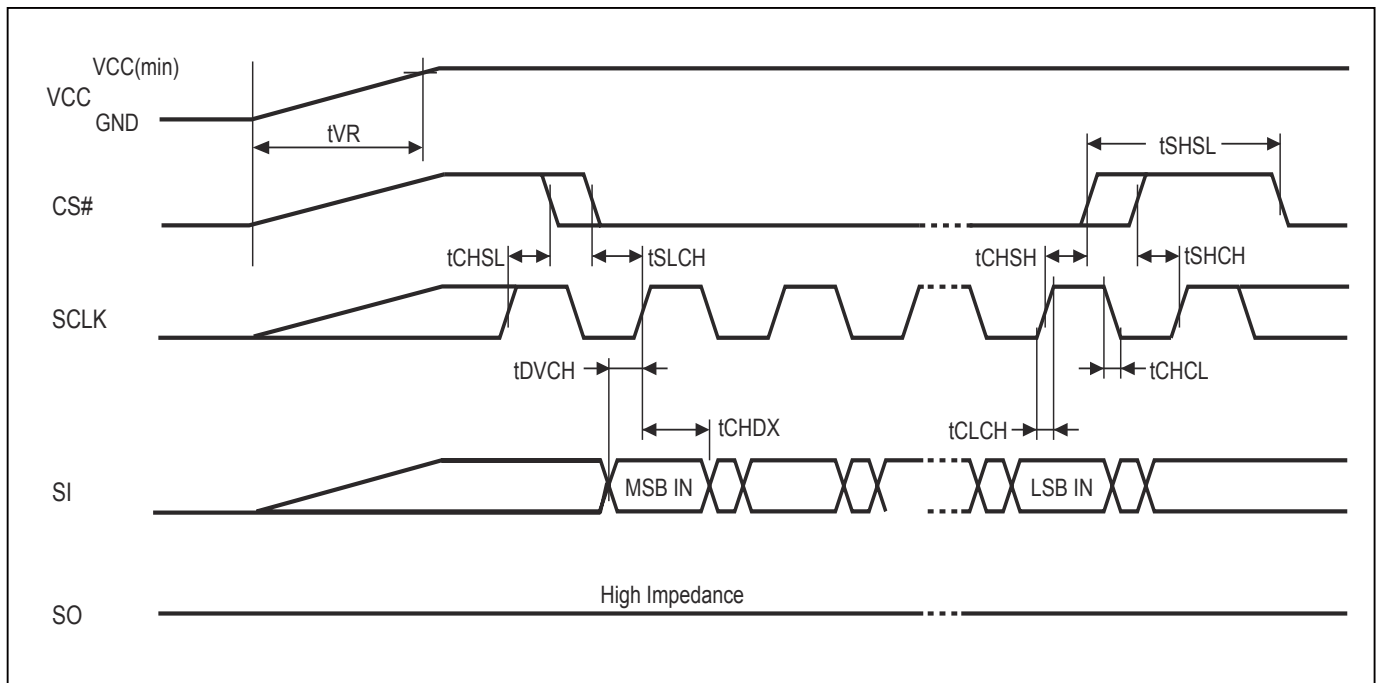 VCC(min)
VCC
GND
tVR
tSHSL
CS#
tCHSL
tSLCH
tCHSH
tSHCH
SCLK
tDVCH
tCHCL
tCHDX
tCLCH
SI
MSB IN
LSB IN
High Impedance
SO